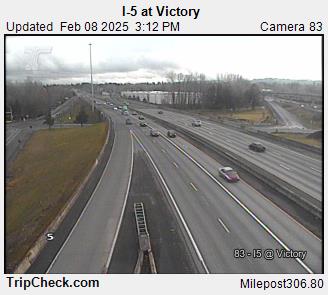 I-5 at Victory
Updated  Feb 08 2025  3:12 PM
Camera 83
S
83 - I5 @ Victory
TripCheck.com
Milepost306.80